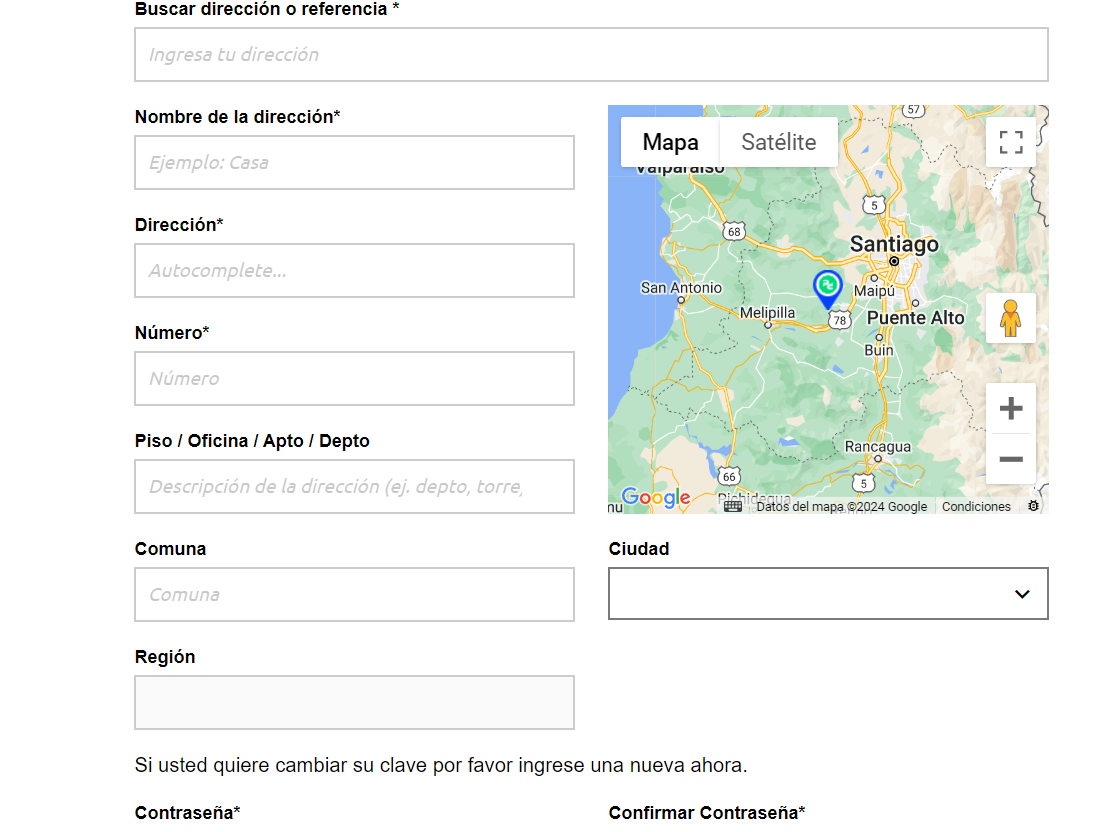 Buscar dirección o referencia *
Ingresa tu dirección
Nombre de la dirección*
Ejemplo: Casa
Dirección*
Autocomplete...
Número*
Número
Piso / Oficina / Apto / Depto
Descripción de la dirección (ej. depto, torre,
Mapa
Satélite
57
Valparaíso
5
68
Santiago
San Antonio
Maipú
Melipilla
78
Puente Alto
Buin
Rancagua
66
5
Pichidegua
Google
Datos del mapa ©2024 Google
Condiciones
Comuna
Comuna
Ciudad
Región
Si usted quiere cambiar su clave por favor ingrese una nueva ahora.
Contraseña*
Confirmar Contraseña*